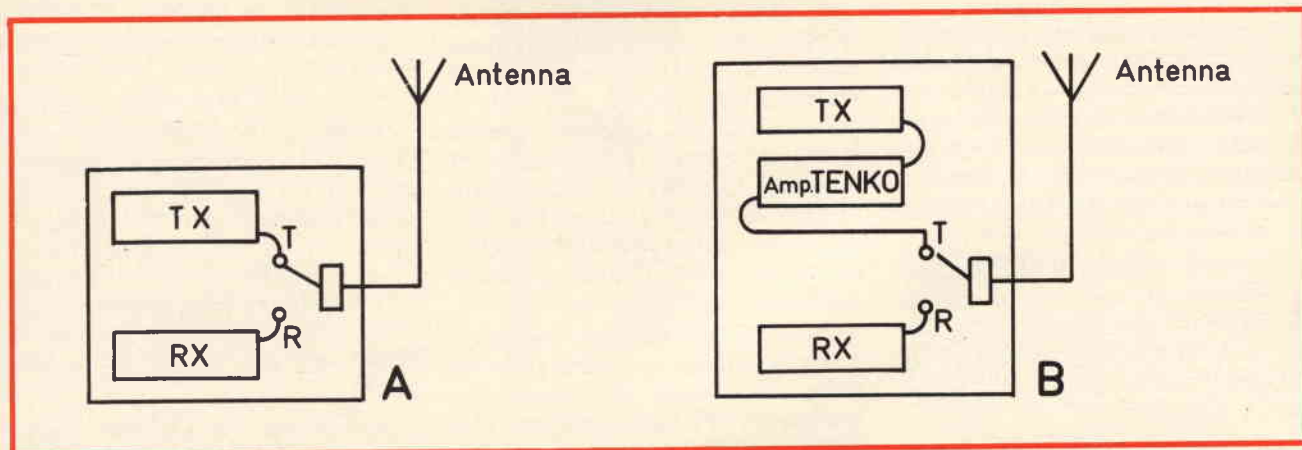 Antenna
TX
T
R
RX
A
Antenna
TX
Amp.TENKO
T
R
RX
B